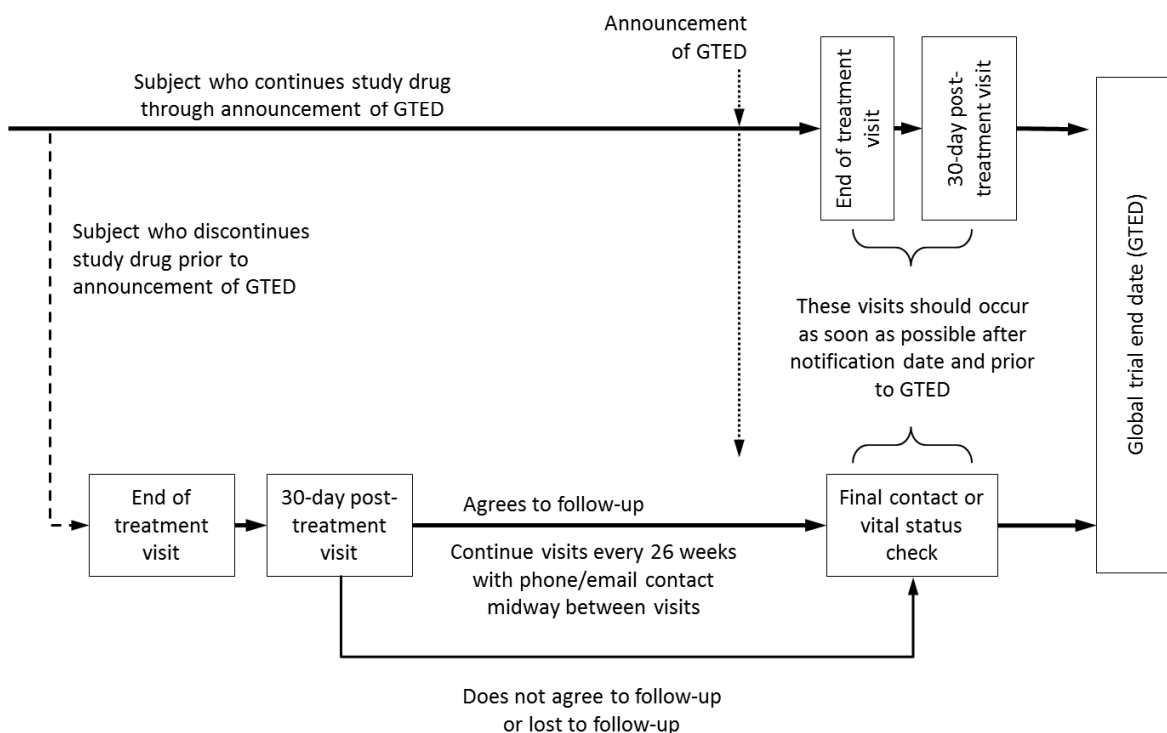 Announcement
of GTED
Subject who continues study drug
through announcement of GTED
End of treatment
visit
30-day post-
treatment visit
Subject who discontinues
study drug prior to
announcement of GTED
These visits should occur
as soon as possible after
notification date and prior
to GTED
Global trial end date (GTED)
End of
treatment
visit
30-day post-
treatment
visit
Agrees to follow-up
Continue visits every 26 weeks
with phone/email contact
midway between visits
Final contact or
vital status
check
Does not agree to follow-up
or lost to follow-up